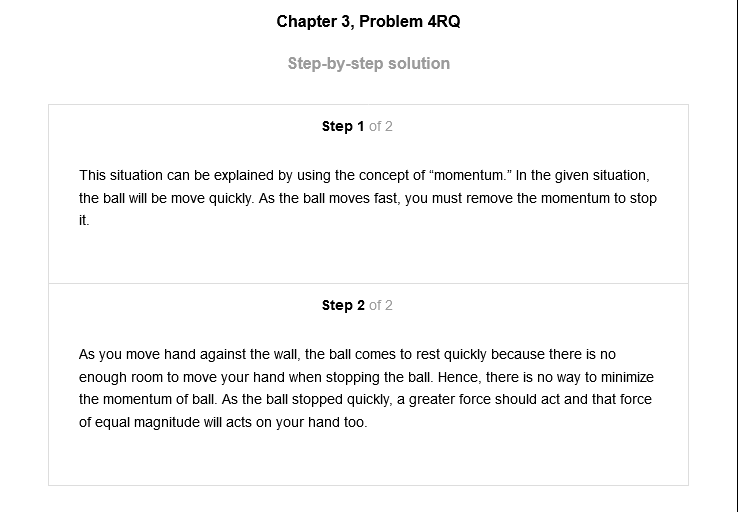 Chapter 3, Problem 4RQ
Step-by-step solution
Step 1 of 2
This situation can be explained by using the concept of “momentum.” In the given situation,
the ball will be move quickly. As the ball moves fast, you must remove the momentum to stop
it.
Step 2 of 2
As you move hand against the wall, the ball comes to rest quickly because there is no
enough room to move your hand when stopping the ball. Hence, there is no way to minimize
the momentum of ball. As the ball stopped quickly, a greater force should act and that force
of equal magnitude will acts on your hand too.